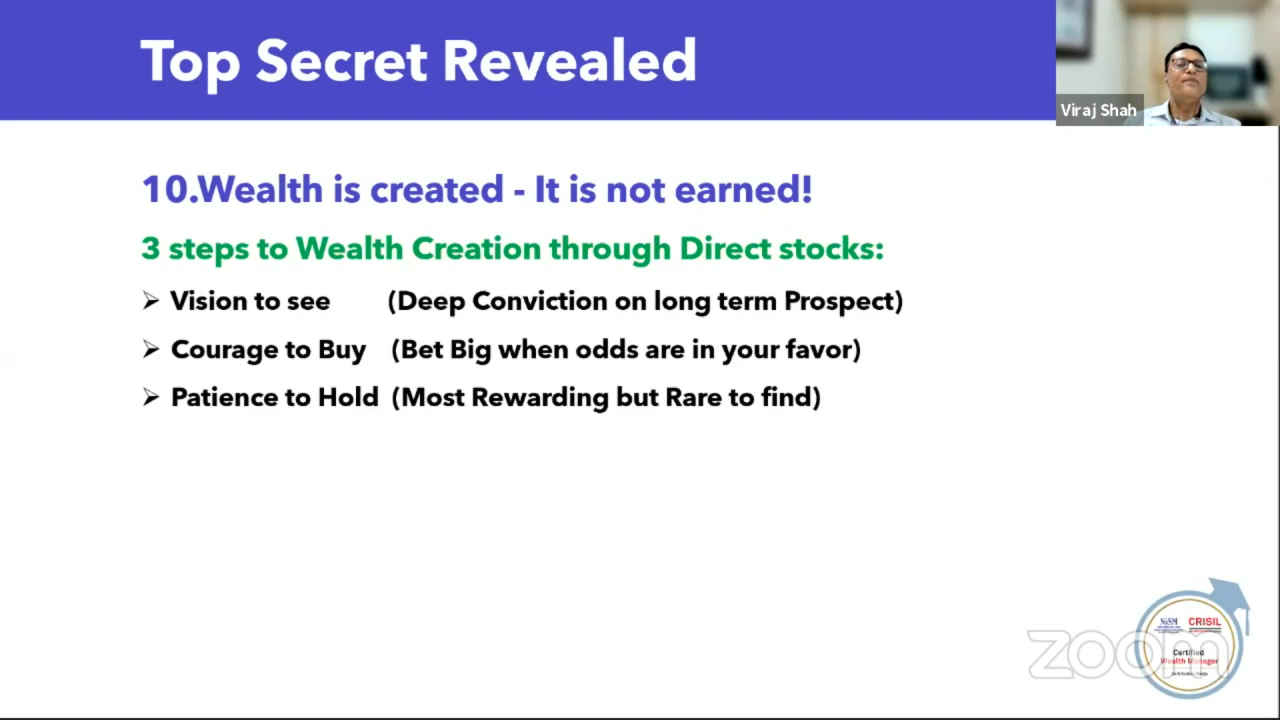 Top Secret Revealed
Viraj Shah
10.Wealth is created - It is not earned!
3 steps to Wealth Creation through Direct stocks:
➢ Vision to see (Deep Conviction on long term Prospect)
➢ Courage to Buy (Bet Big when odds are in your favor)
➢ Patience to Hold (Most Rewarding but Rare to find)
NISM CRISIL
zoom
Certified
Wealth Manager